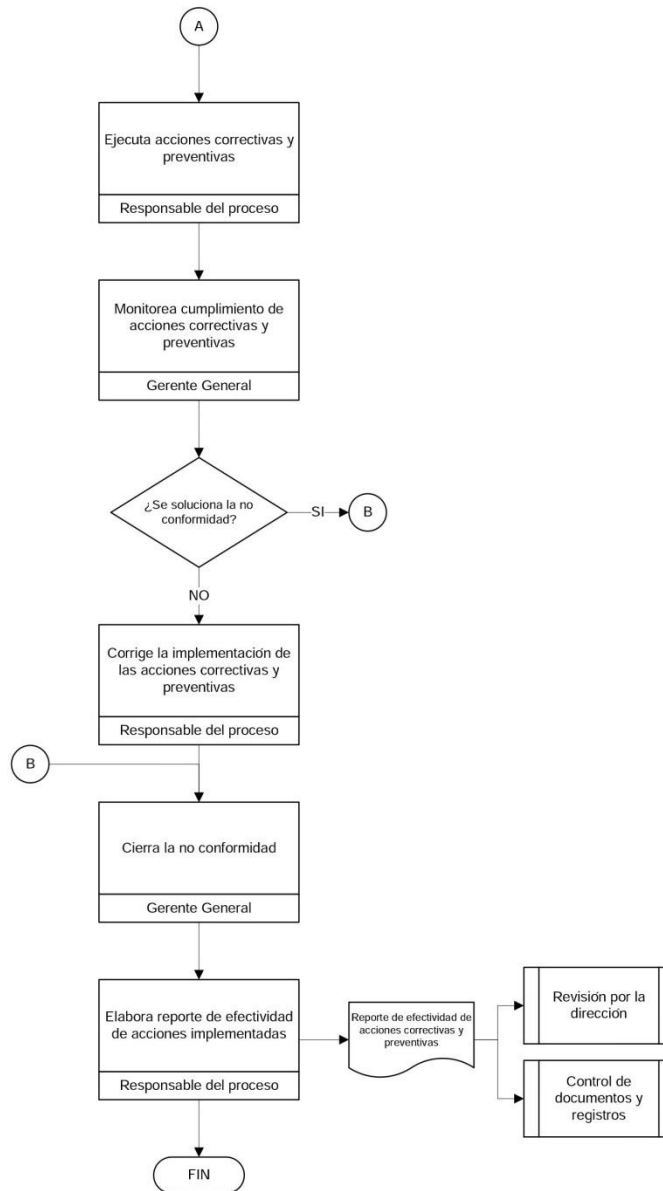 A
Ejecuta acciones correctivas y
preventivas
Responsable del proceso
Monitorea cumplimiento de
acciones correctivas y
preventivas
Gerente General
¿Se soluciona la no
conformidad?
SI
B
NO
Corrige la implementación de
las acciones correctivas y
preventivas
Responsable del proceso
B
Cierra la no conformidad
Gerente General
Elabora reporte de efectividad
de acciones implementadas
Responsable del proceso
Reporte de efectividad de
acciones correctivas y
preventivas
Revisión por la
dirección
Control de
documentos y
registros
FIN